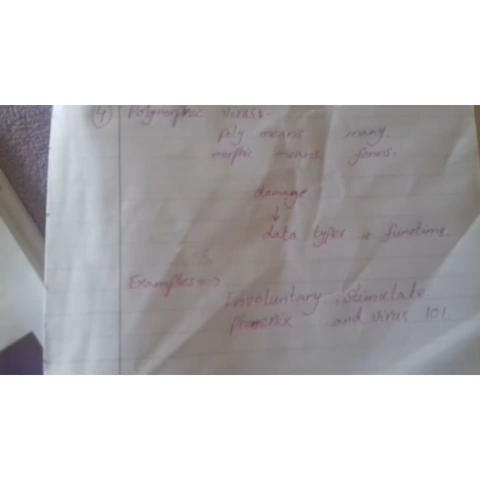 (4) Polymorphic virus:-
poly means many.
morphic means forms.
damage
↓
data types & functions.
Examples =>
Involuntary, Stimulate
Phoenix and virus 101.